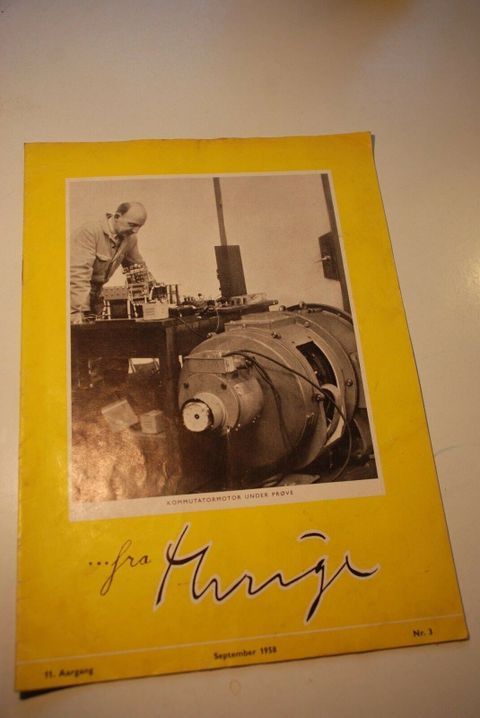 KOMMUTATORMOTOR UNDER PRØVE
...fra Thrige
11. Aargang September 1958 Nr. 3